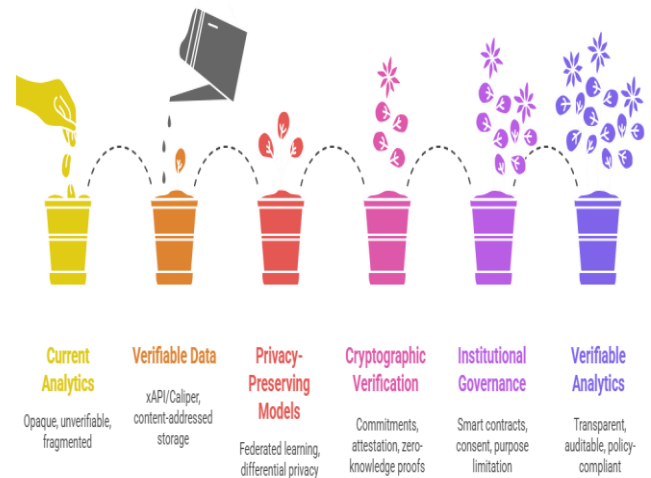 Current
Analytics
Opaque, unverifiable,
fragmented
Verifiable Data
xAPI/Caliper,
content-addressed
storage
Privacy-
Preserving
Models
Federated learning,
differential privacy
Cryptographic
Verification
Commitments,
attestation, zero-
knowledge proofs
Institutional
Governance
Smart contracts,
consent, purpose
limitation
Verifiable
Analytics
Transparent,
auditable, policy-
compliant